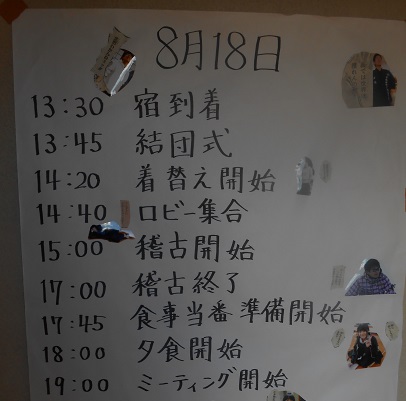 8月18日
13:30 宿到着
13:45 結団式
14:20 着替え開始
14:40 ロビー集合
15:00 稽古開始
17:00 稽古終了
17:45 食事当番準備開始
18:00 夕食開始
19:00 ミーティング開始